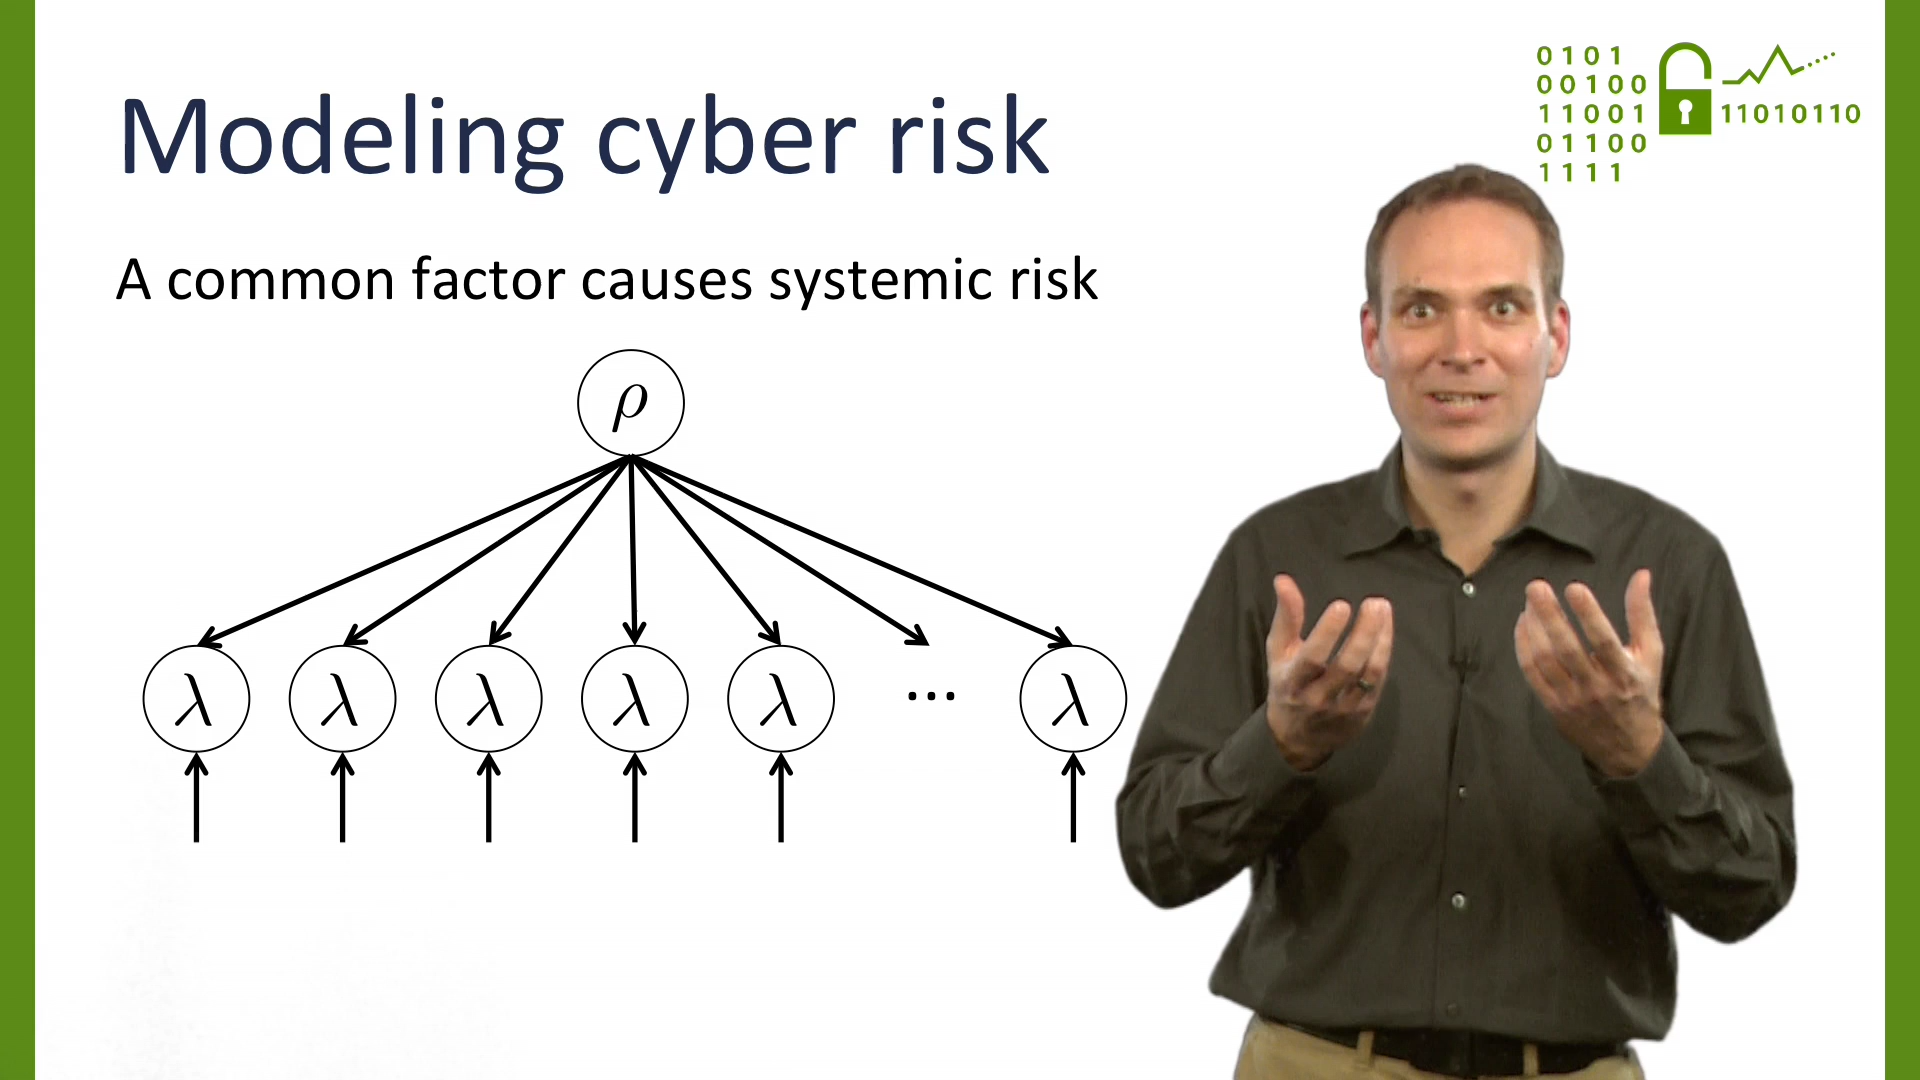 Modeling cyber risk
0101
00100
11001
01100
1111
11010110
A common factor causes systemic risk
ρ
λ λ λ λ λ ... λ